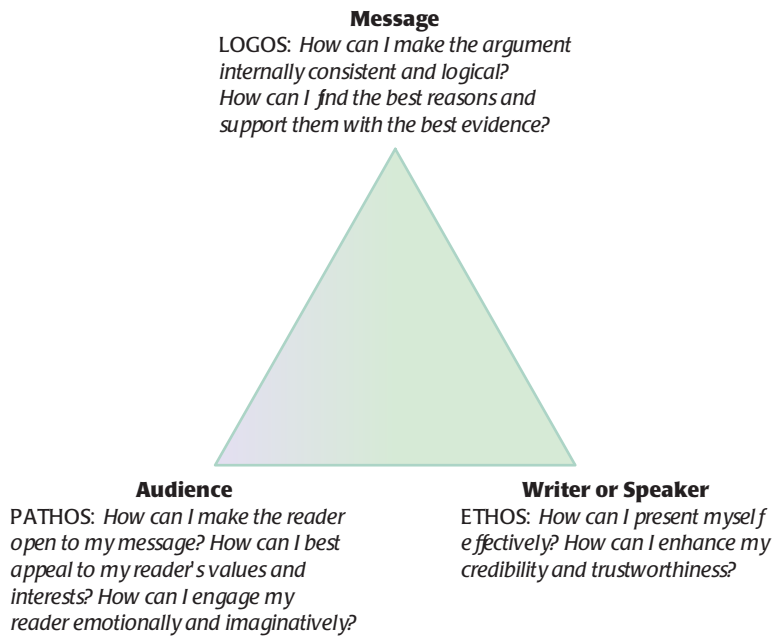 Message
LOGOS: How can I make the argument
internally consistent and logical?
How can I find the best reasons and
support them with the best evidence?
Audience
PATHOS: How can I make the reader
open to my message? How can I best
appeal to my reader's values and
interests? How can I engage my
reader emotionally and imaginatively?
Writer or Speaker
ETHOS: How can I present myself
effectively? How can I enhance my
credibility and trustworthiness?